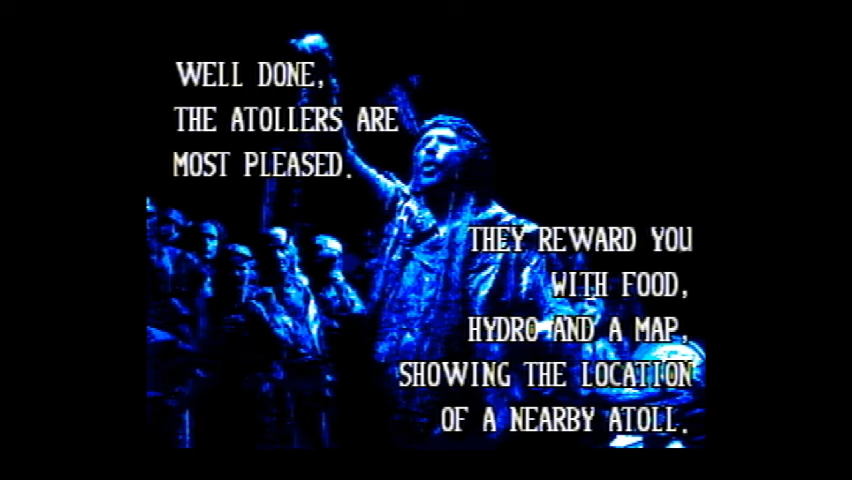 WELL DONE,
THE ATOLLERS ARE
MOST PLEASED.
THEY REWARD YOU
WITH FOOD,
HYDRO AND A MAP,
SHOWING THE LOCATION
OF A NEARBY ATOLL.